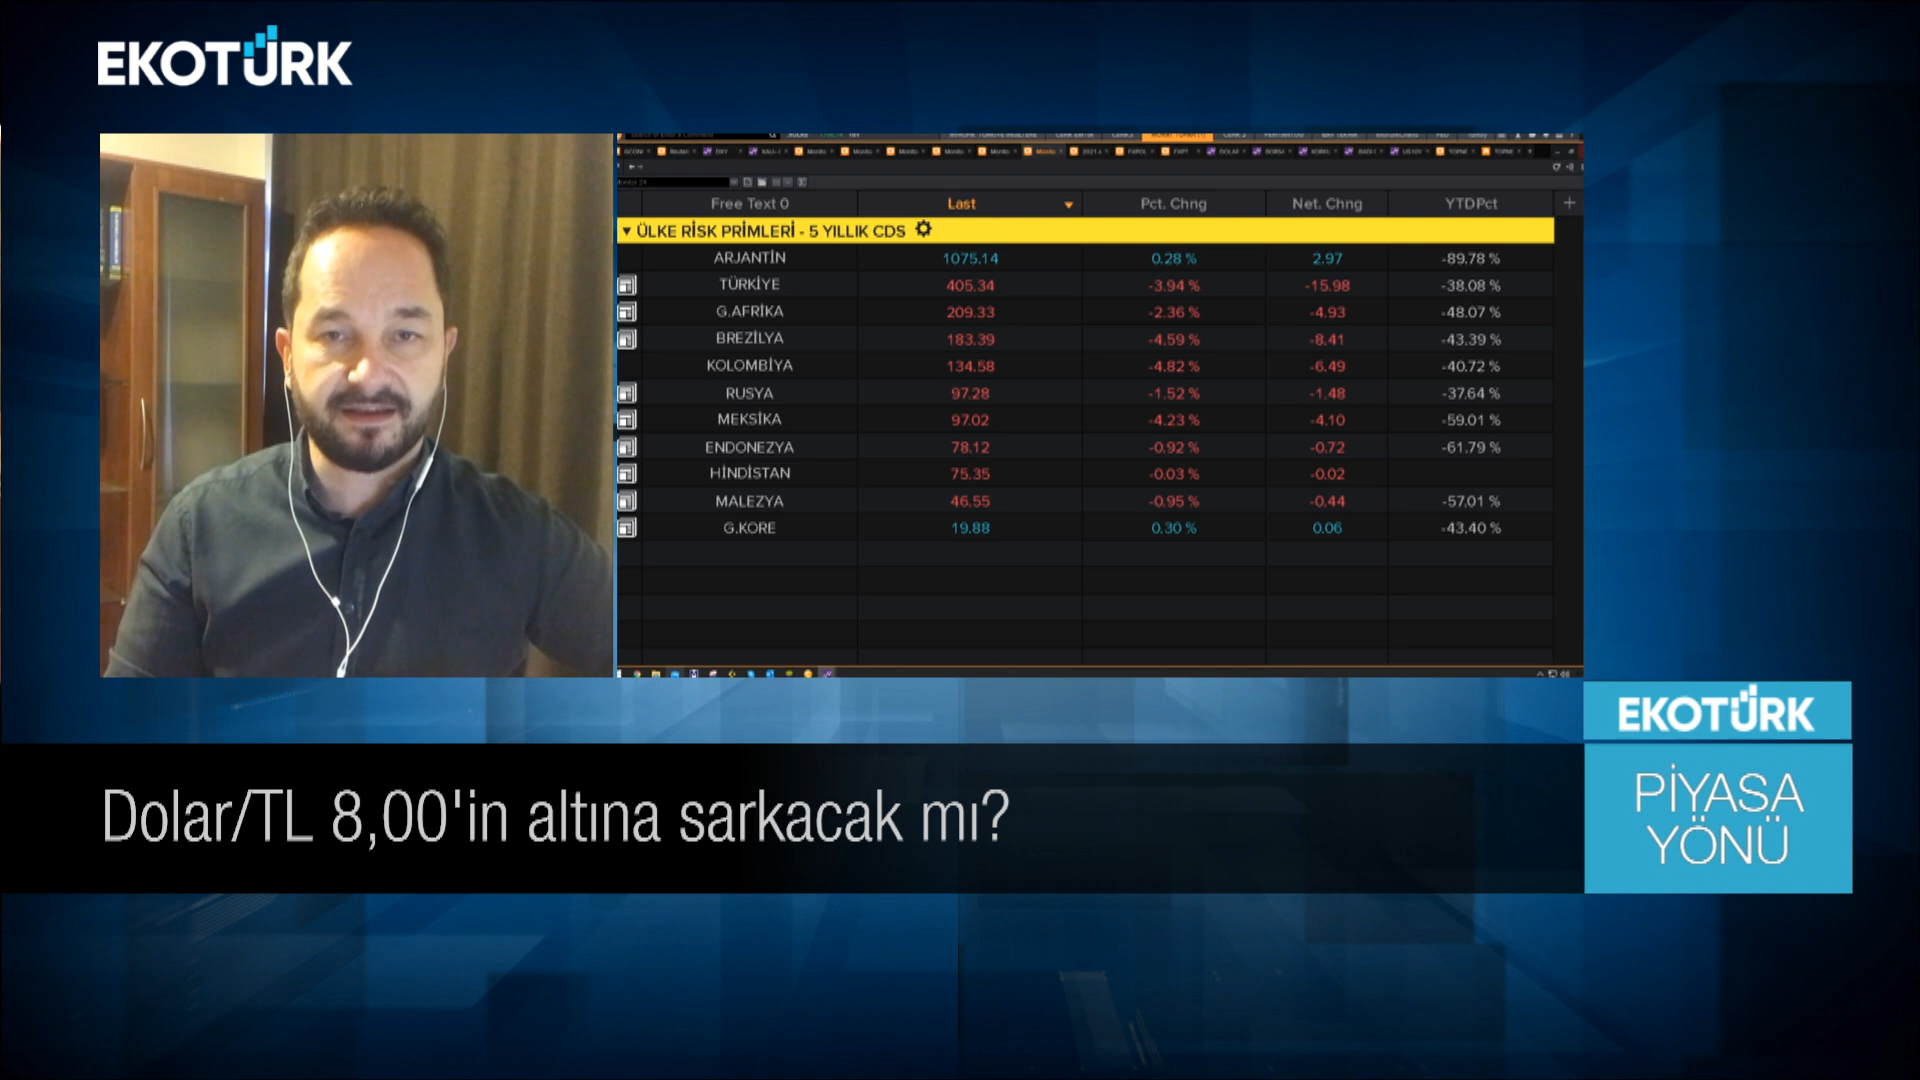 EKOTÜRK
Free Text 0 Last Pct. Chng Net. Chng YTDPct
ÜLKE RİSK PRİMLERİ - 5 YILLIK CDS
ARJANTİN 1075.14 0.28 % 2.97 -89.78 %
TÜRKİYE 405.34 -3.94 % -15.98 -38.08 %
G.AFRİKA 209.33 -2.36 % -4.93 -48.07 %
BREZİLYA 183.39 -4.59 % -8.41 -43.39 %
KOLOMBİYA 134.58 -4.82 % -6.49 -40.72 %
RUSYA 97.28 -1.52 % -1.48 -37.64 %
MEKSİKA 97.02 -4.23 % -4.10 -59.01 %
ENDONEZYA 78.12 -0.92 % -0.72 -61.79 %
HİNDİSTAN 75.35 -0.03 % -0.02
MALEZYA 46.55 -0.95 % -0.44 -57.01 %
G.KORE 19.88 0.30 % 0.06 -43.40 %
EKOTÜRK
PİYASA
YÖNÜ
Dolar/TL 8,00'in altına sarkacak mı?